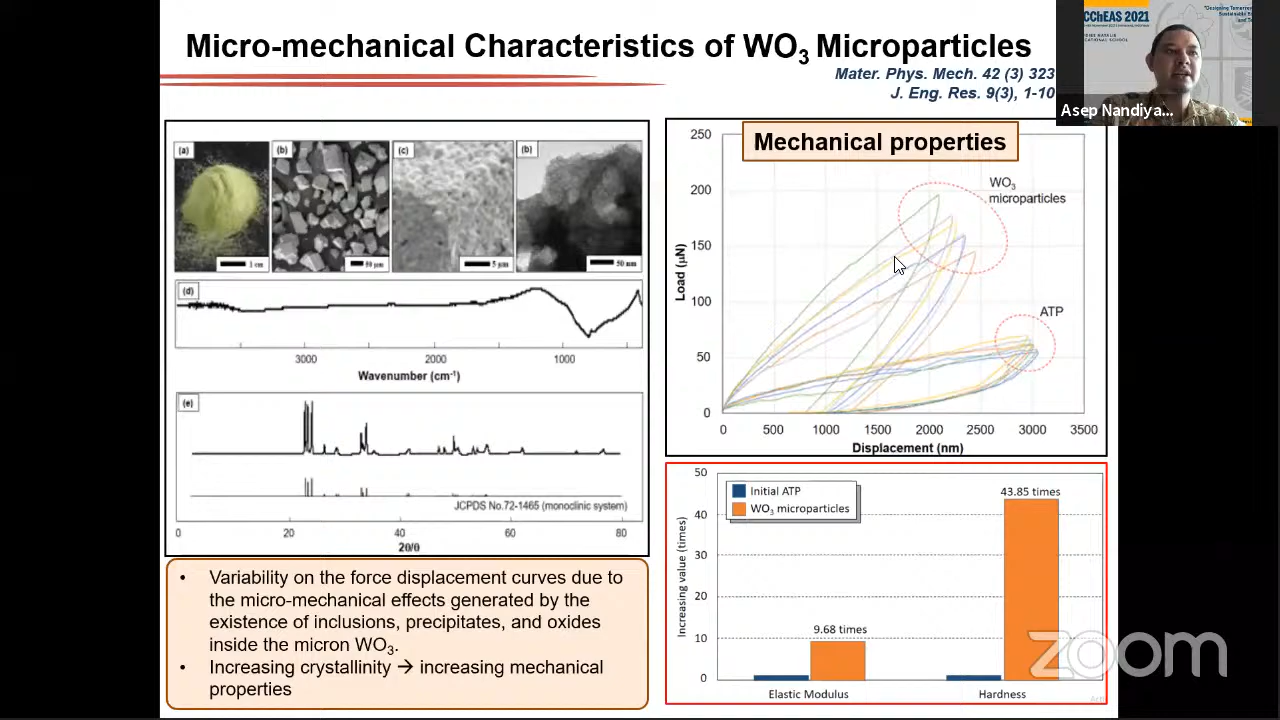 Micro-mechanical Characteristics of WO3 Microparticles
Mater. Phys. Mech. 42 (3) 323
J. Eng. Res. 9(3), 1-10
CChEAS 2021
Asep Nandiya...
(a)
(b)
(c)
(b)
1 cm
50 μm
5 μm
50 nm
(d)
3000
2000
1000
Wavenumber (cm-1)
(e)
JCPDS No.72-1465 (monoclinic system)
0
20
40
60
80
2θ/θ
• Variability on the force displacement curves due to
the micro-mechanical effects generated by the
existence of inclusions, precipitates, and oxides
inside the micron WO3.
• Increasing crystallinity → increasing mechanical
properties
Mechanical properties
250
200
150
100
50
0
Load (μN)
WO3
microparticles
ATP
0
500
1000
1500
2000
2500
3000
3500
Displacement (nm)
50
40
30
20
10
0
Increasing value (times)
Initial ATP
WO3 microparticles
9.68 times
43.85 times
Elastic Modulus
Hardness
zoom